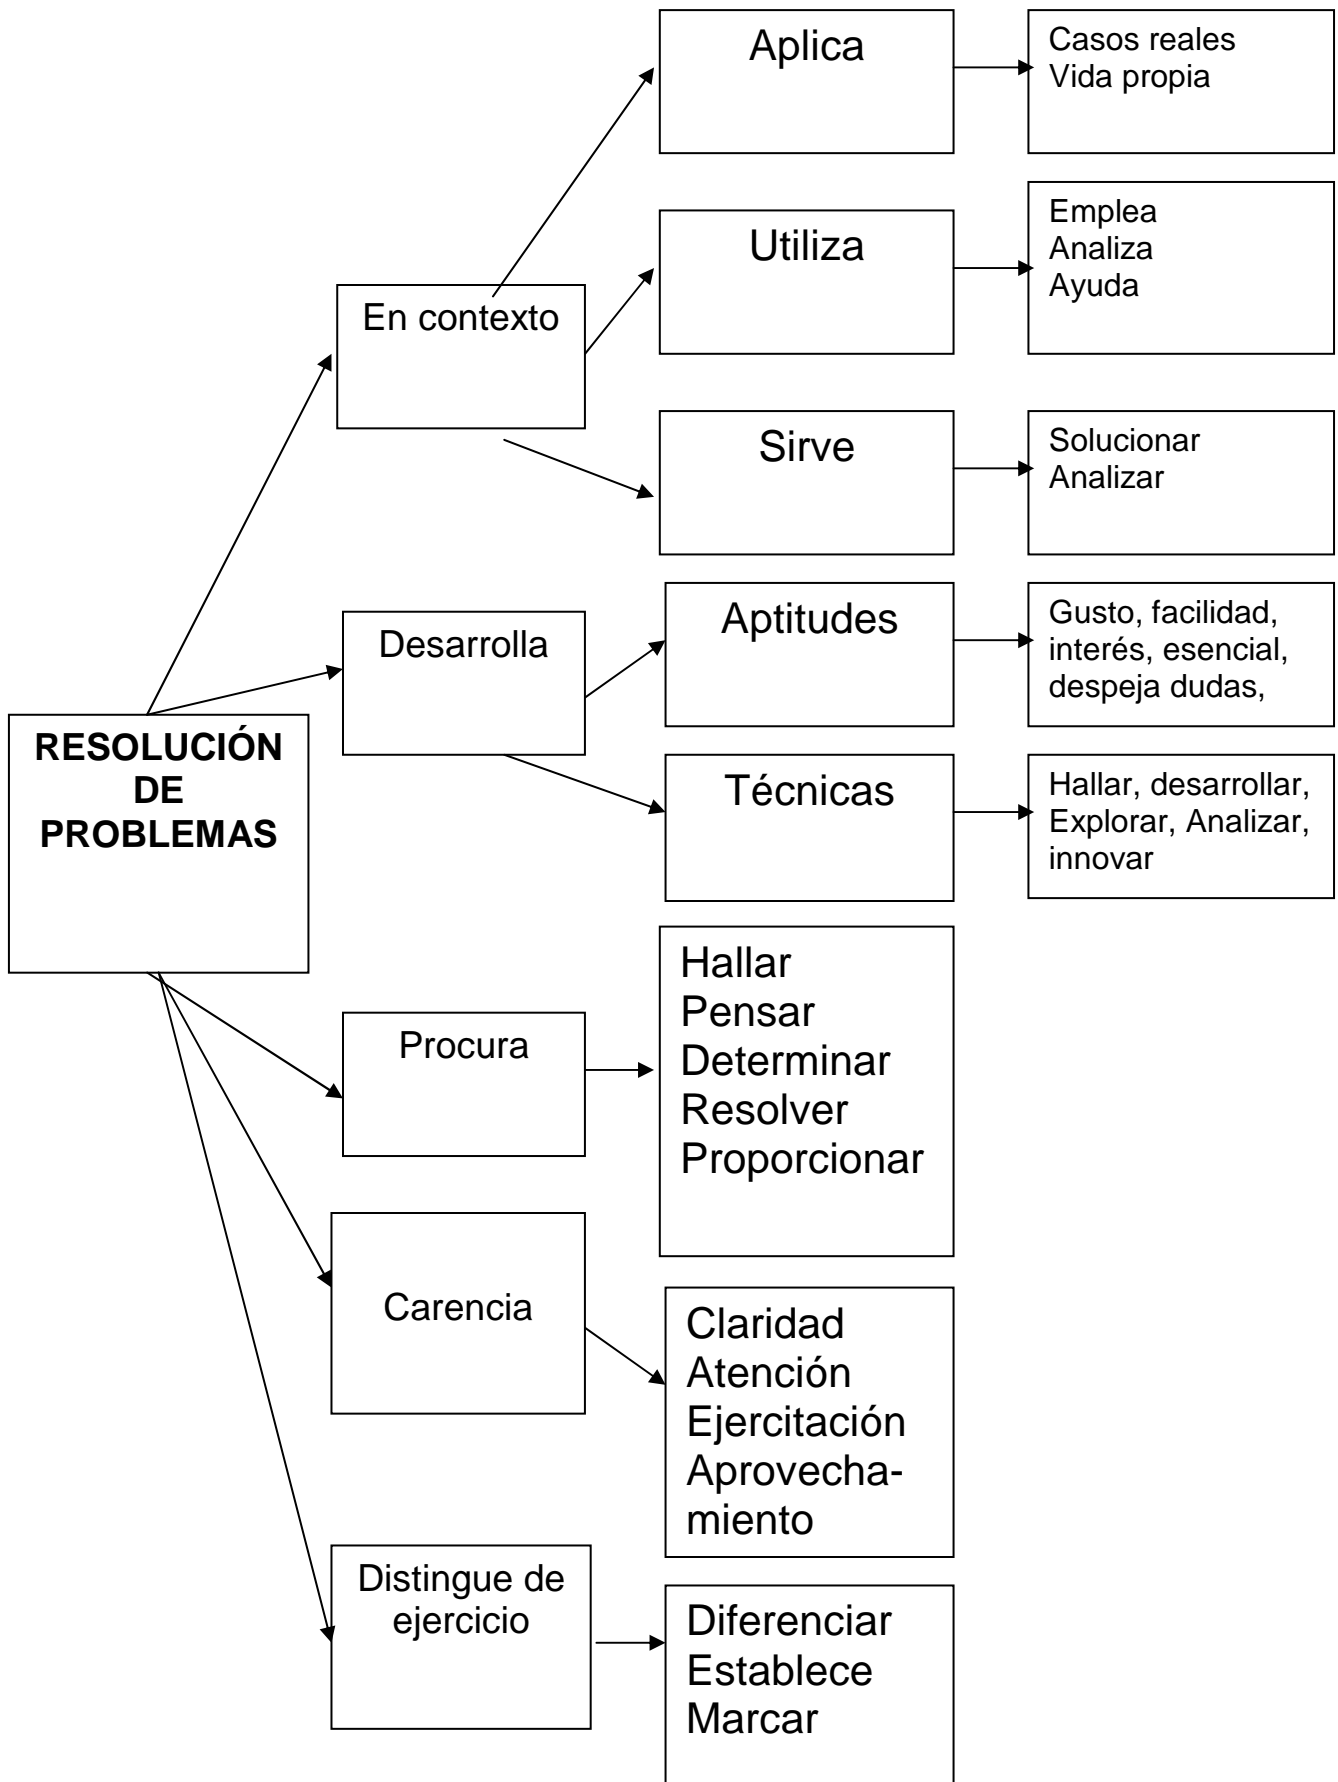 Aplica
Casos reales
Vida propia
Utiliza
Emplea
Analiza
Ayuda
En contexto
Sirve
Solucionar
Analizar
Desarrolla
Aptitudes
Gusto, facilidad,
interés, esencial,
despeja dudas,
RESOLUCIÓN
DE
PROBLEMAS
Técnicas
Hallar, desarrollar,
Explorar, Analizar,
innovar
Procura
Hallar
Pensar
Determinar
Resolver
Proporcionar
Carencia
Claridad
Atención
Ejercitación
Aprovecha-
miento
Distingue de
ejercicio
Diferenciar
Establece
Marcar